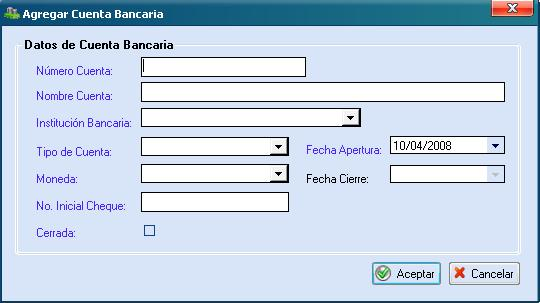 Agregar Cuenta Bancaria
Datos de Cuenta Bancaria
Número Cuenta:
Nombre Cuenta:
Institución Bancaria:
Tipo de Cuenta:
Fecha Apertura: 10/04/2008
Moneda:
Fecha Cierre:
No. Inicial Cheque:
Cerrada:
Aceptar Cancelar